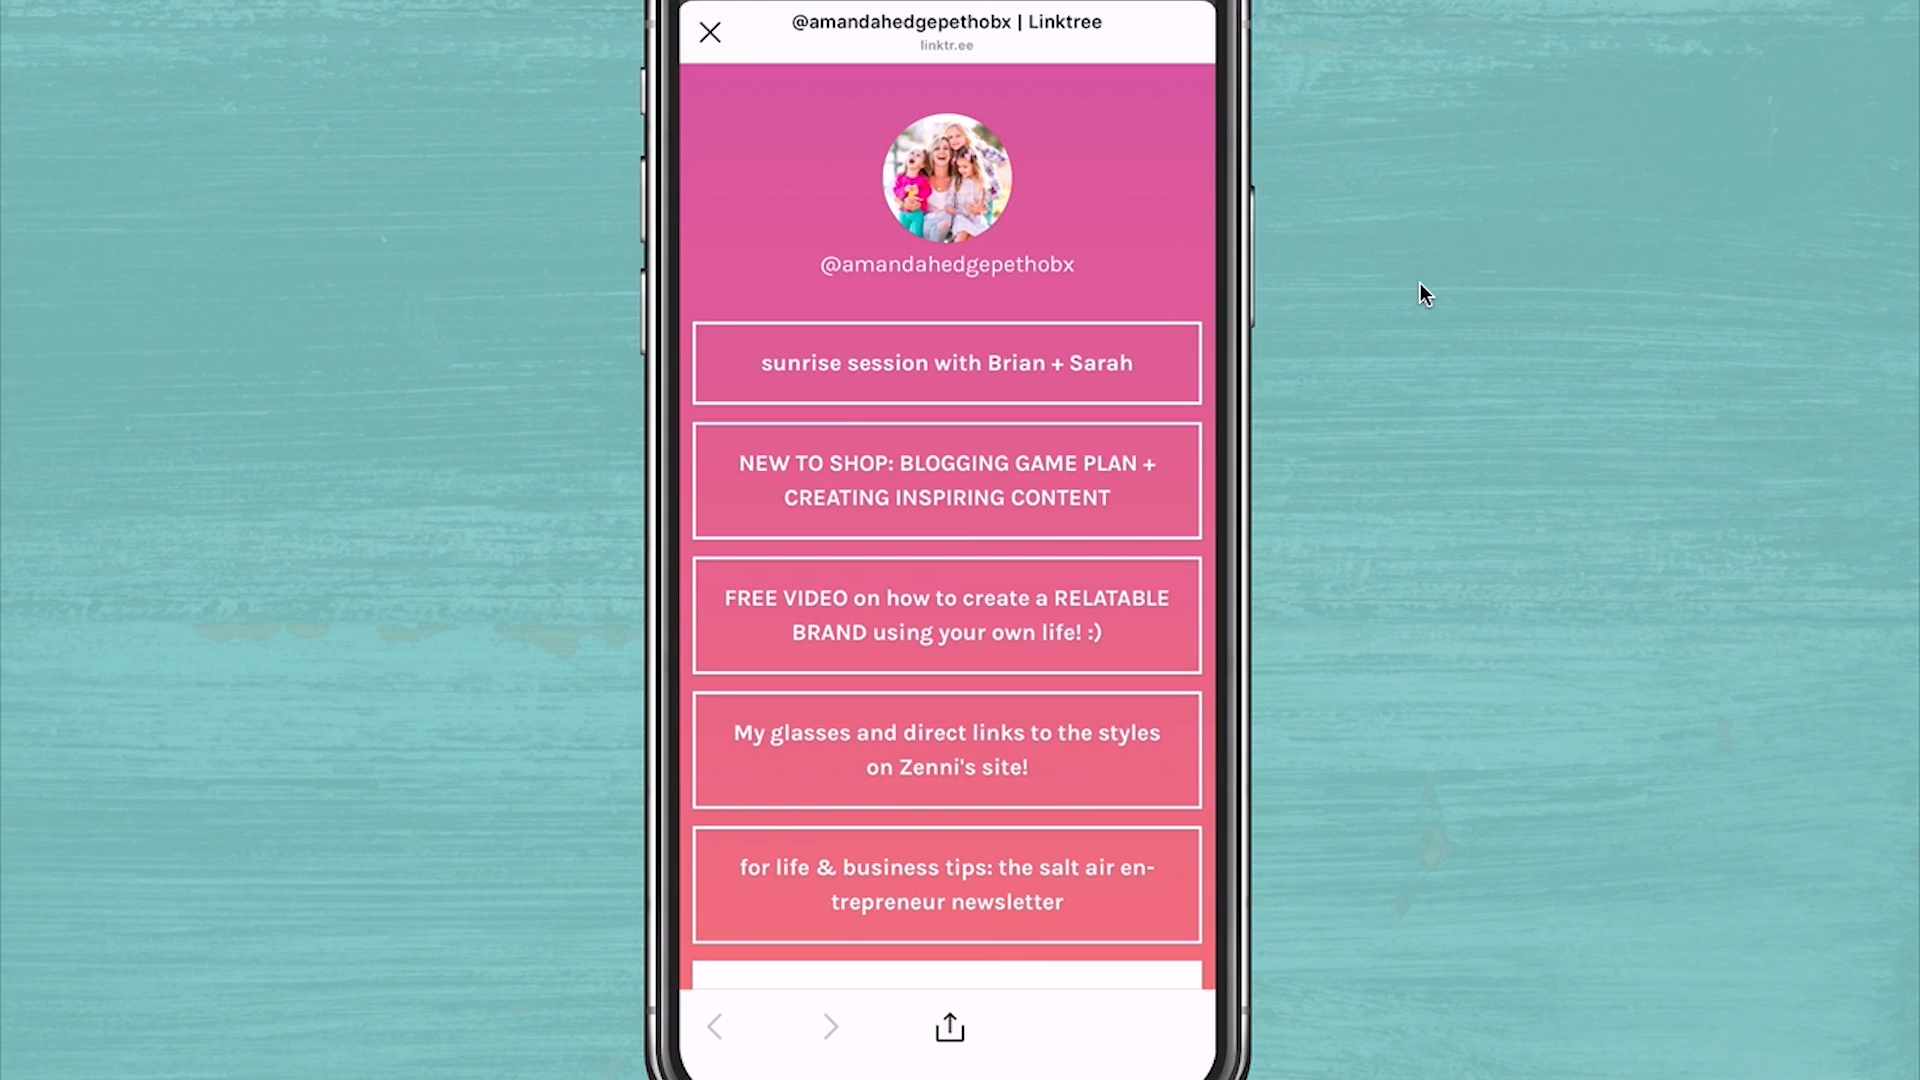 @amandahedgepethobx | Linktree
linktr.ee
@amandahedgepethobx
sunrise session with Brian + Sarah
NEW TO SHOP: BLOGGING GAME PLAN +
CREATING INSPIRING CONTENT
FREE VIDEO on how to create a RELATABLE
BRAND using your own life! :)
My glasses and direct links to the styles
on Zenni's site!
for life & business tips: the salt air en-
trepreneur newsletter